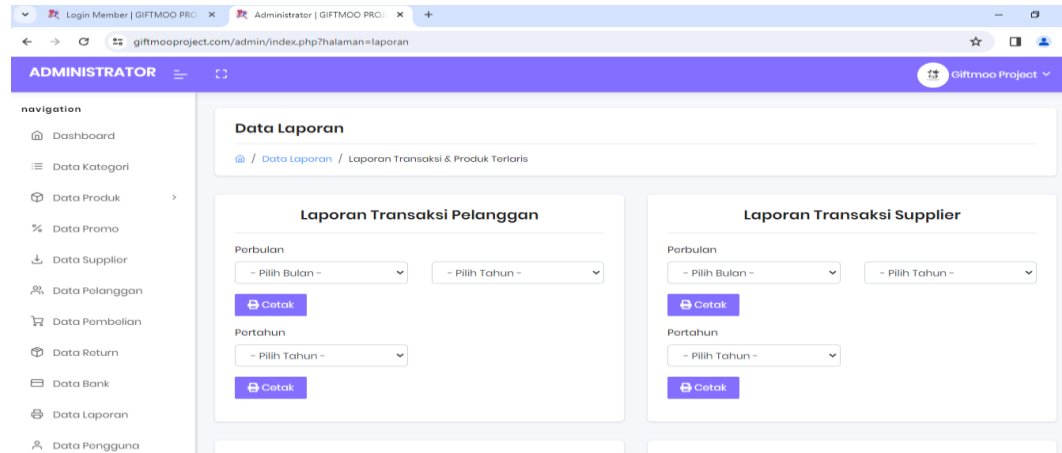 Login Member | GIFTMOO PRO
Administrator | GIFTMOO PROJ
giftmooproject.com/admin/index.php?halaman=laporan
ADMINISTRATOR
Giftmoo Project
navigation
Dashboard
Data Kategori
Data Produk
Data Promo
Data Supplier
Data Pelanggan
Data Pembelian
Data Return
Data Bank
Data Laporan
Data Pengguna
Data Laporan
/ Data Laporan / Laporan Transaksi & Produk Terlaris
Laporan Transaksi Pelanggan
Perbulan
- Pilih Bulan - - Pilih Tahun -
Cetak
Pertahun
- Pilih Tahun -
Cetak
Laporan Transaksi Supplier
Perbulan
- Pilih Bulan - - Pilih Tahun -
Cetak
Pertahun
- Pilih Tahun -
Cetak